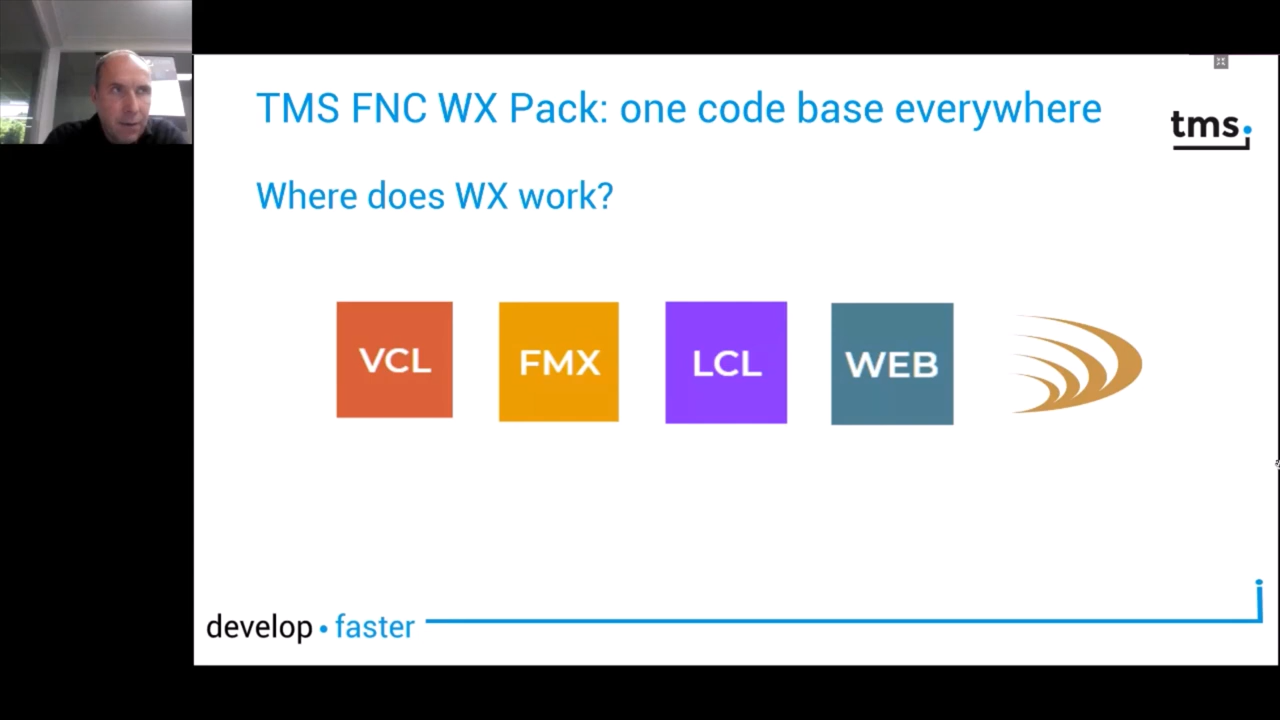 TMS FNC WX Pack: one code base everywhere
tms.
Where does WX work?
VCL
FMX
LCL
WEB
develop • faster